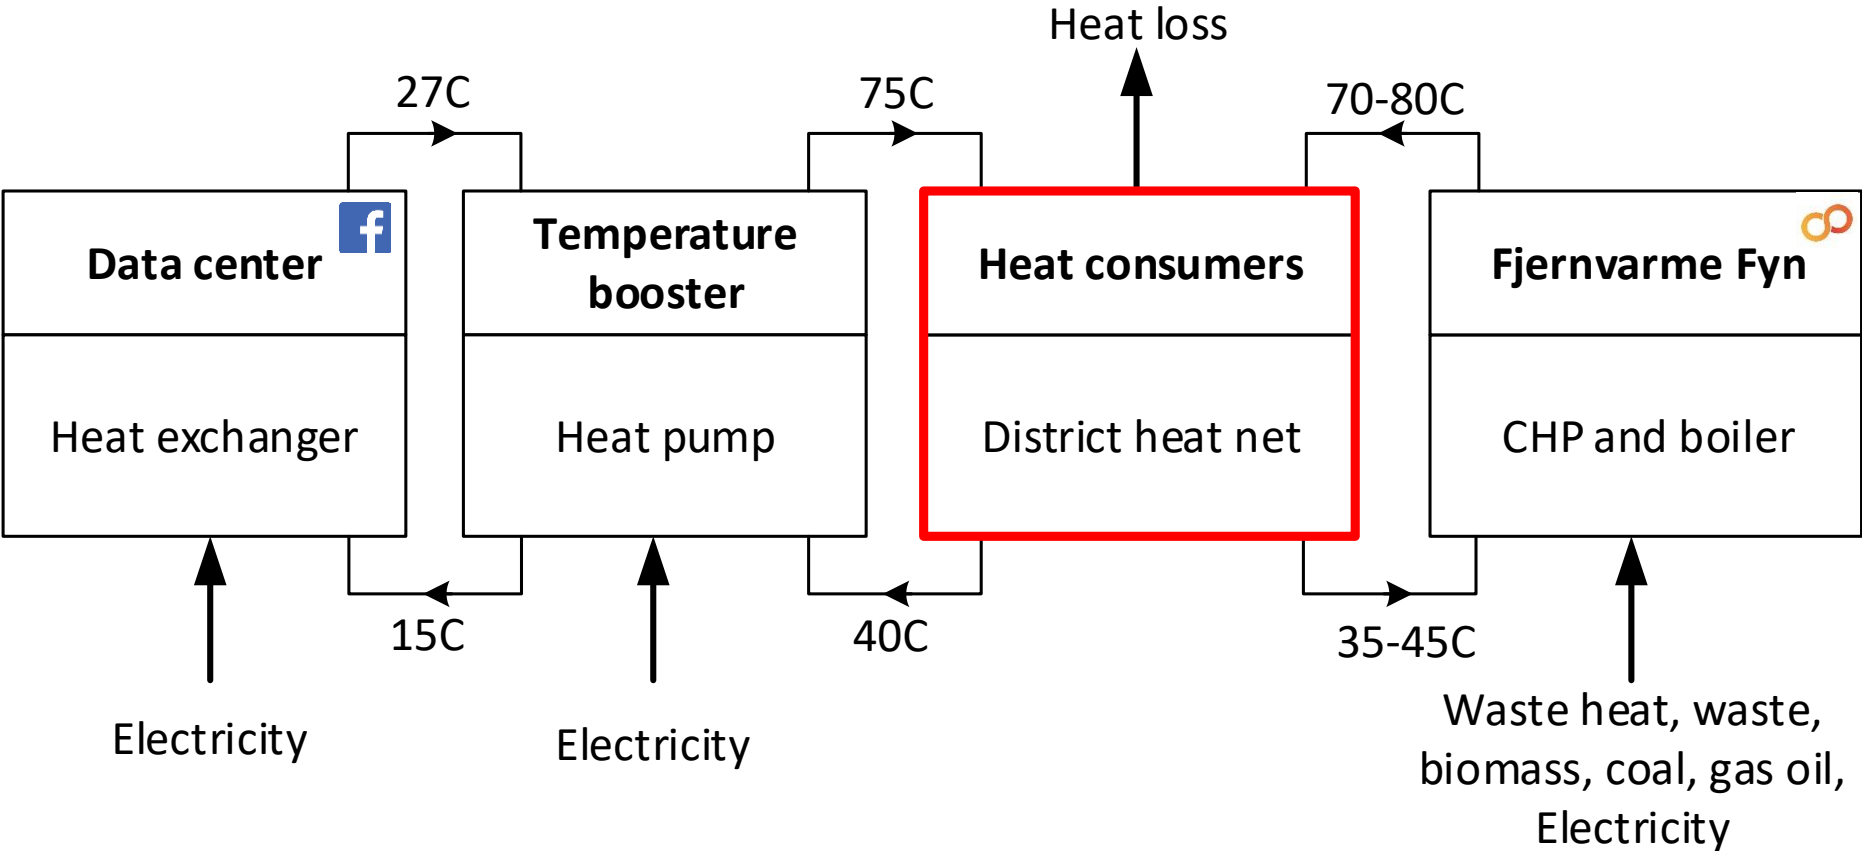 Heat loss
27C
75C
70-80C
Data center
Temperature
booster
Heat consumers
Fjernvarme Fyn
Heat exchanger
Heat pump
District heat net
CHP and boiler
15C
40C
35-45C
Electricity
Electricity
Waste heat, waste,
biomass, coal, gas oil,
Electricity